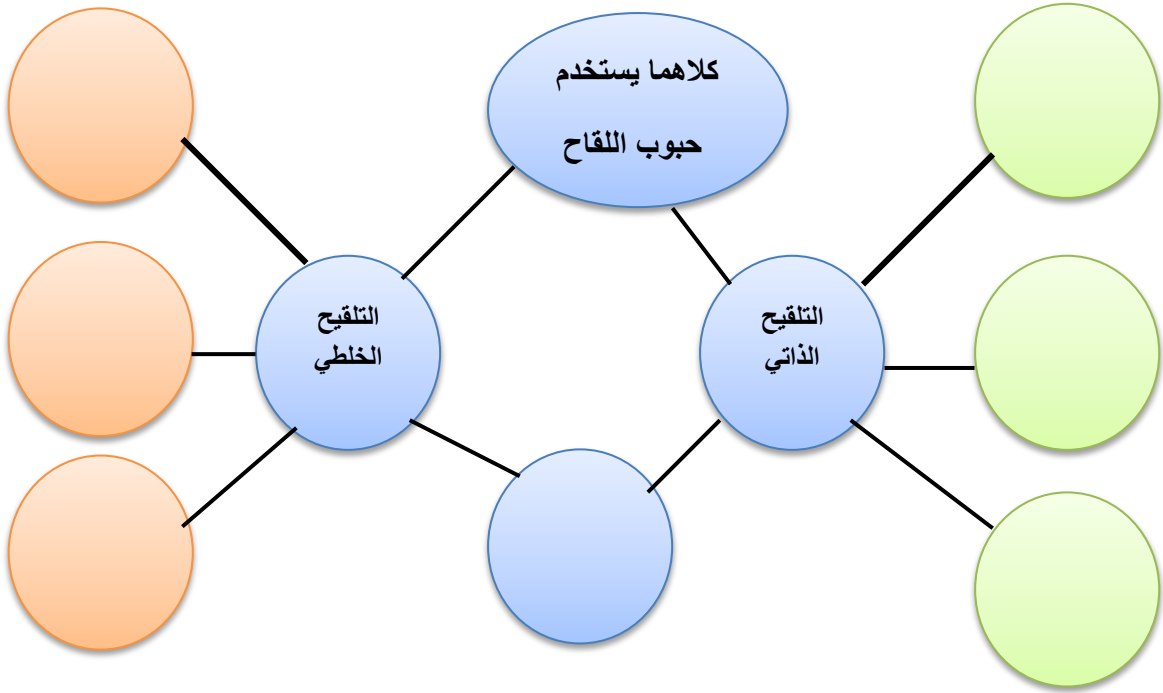 كلاهما يستخدم
حبوب اللقاح
التلقيح
الذاتي
التلقيح
الخلطي